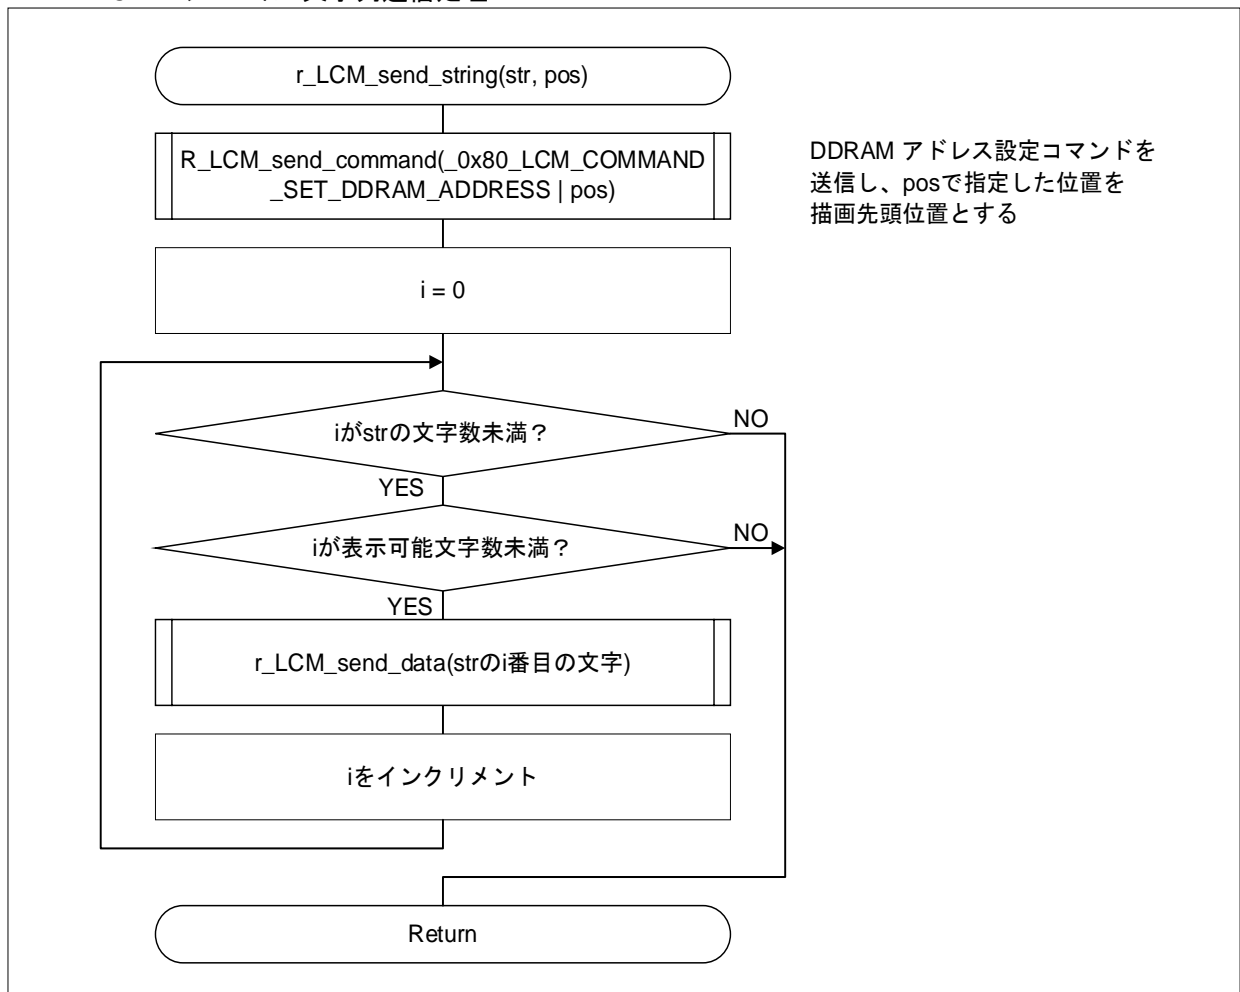 r_LCM_send_string(str, pos)
R_LCM_send_command(_0x80_LCM_COMMAND
_SET_DDRAM_ADDRESS | pos)
DDRAM アドレス設定コマンドを
送信し、posで指定した位置を
描画先頭位置とする
i = 0
iがstrの文字数未満？
NO
YES
iが表示可能文字数未満？
NO
YES
r_LCM_send_data(strのi番目の文字)
iをインクリメント
Return